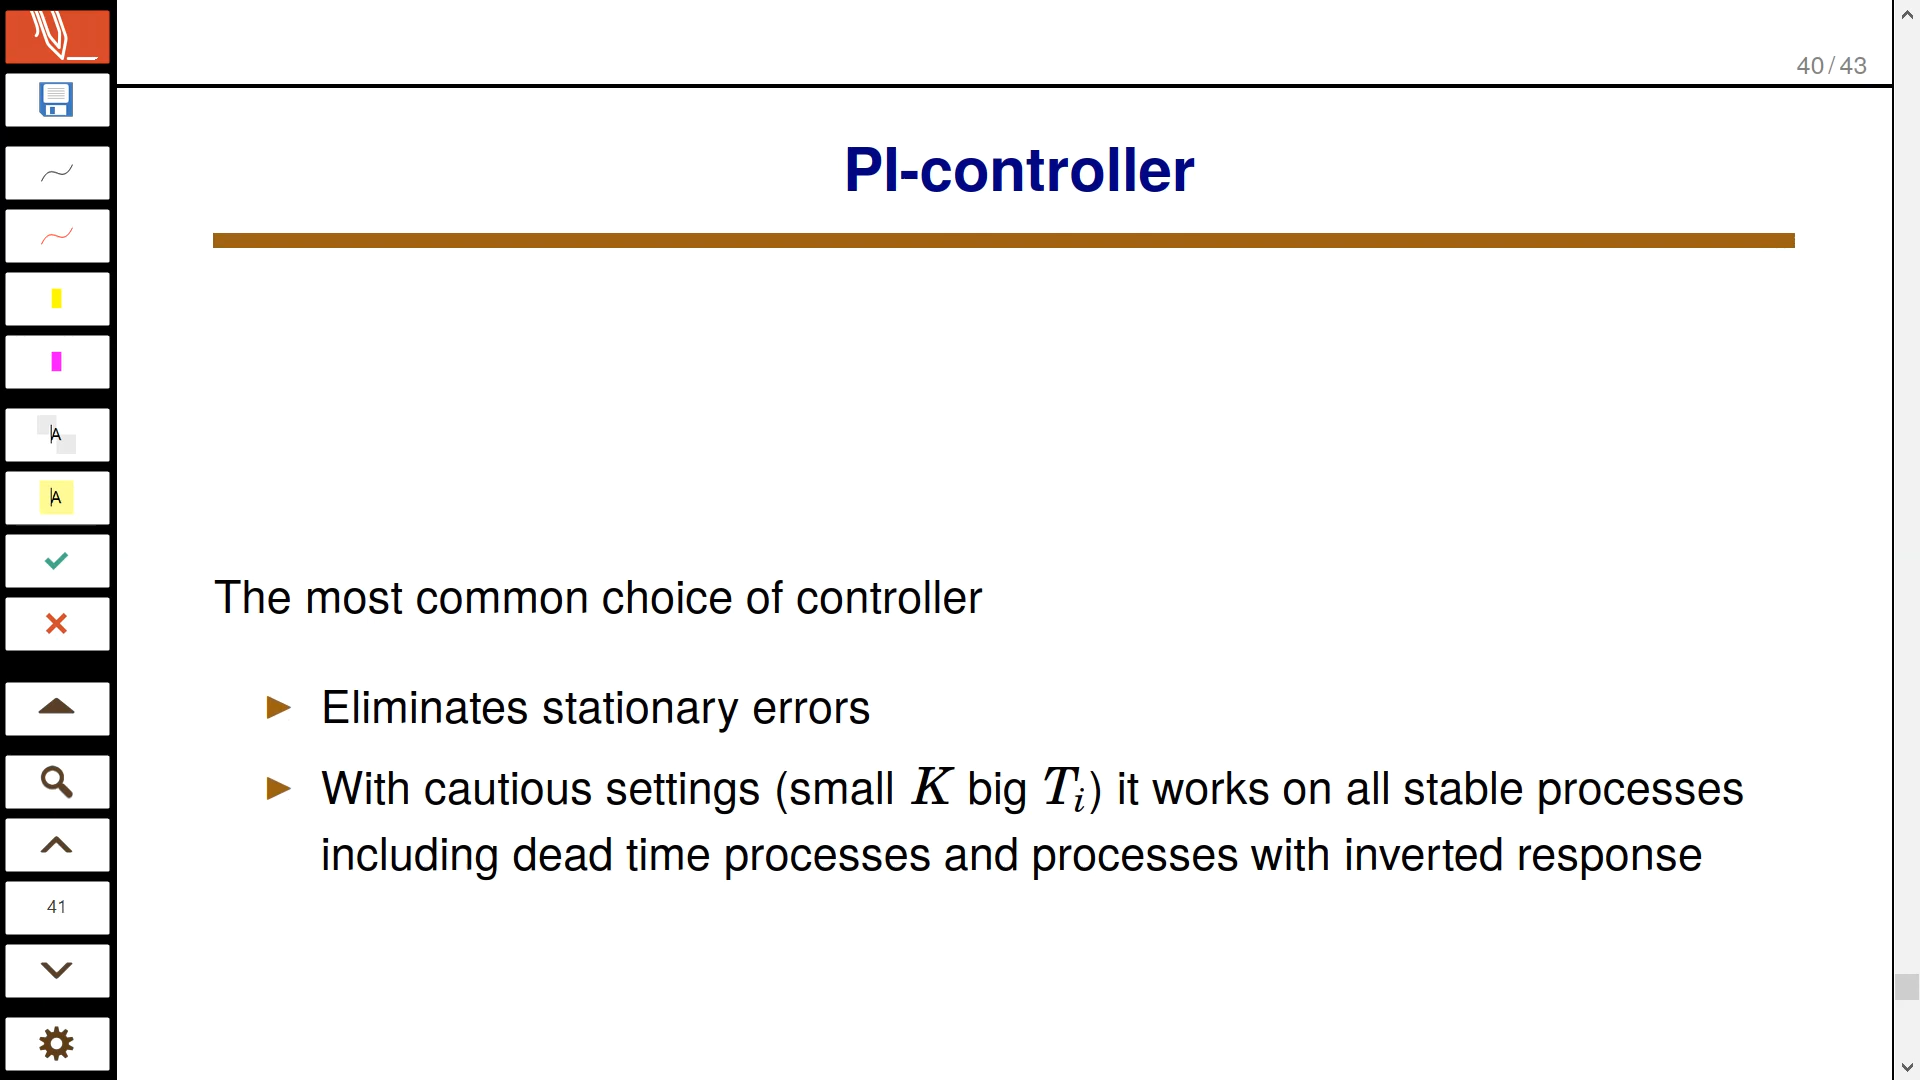 40/43
PI-controller
The most common choice of controller
Eliminates stationary errors
With cautious settings (small K big Tᵢ) it works on all stable processes
including dead time processes and processes with inverted response
A
A
41